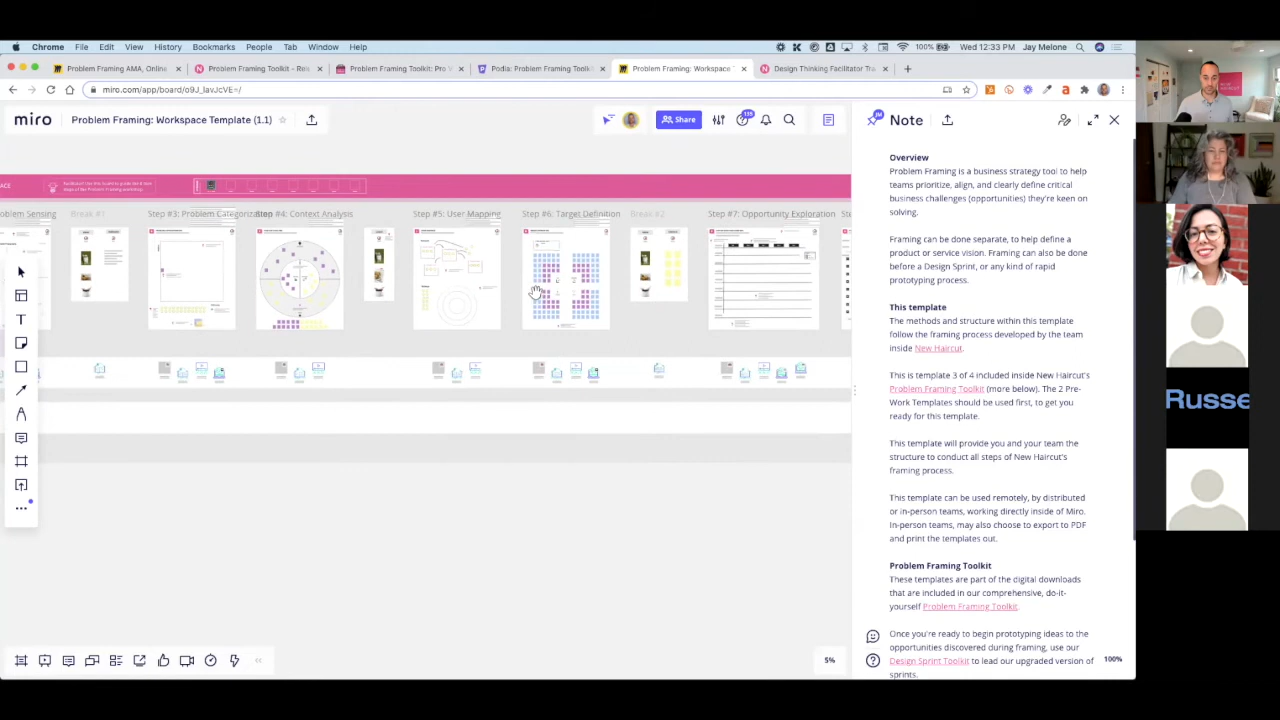 Chrome File Edit View History Bookmarks People Tab Window Help
100% Wed 12:33 PM Jay Melone
Problem Framing AMA, Online
Problem Framing Toolkit - Rol
Problem Framing Toolkit: Pre V
Podia: Problem Framing Toolkit
Problem Framing: Workspace T
Design Thinking Facilitator Tra
miro.com/app/board/o9J_lavJcVE=/
miro
Problem Framing: Workspace Template (1.1)
Share
Note
Overview
Problem Framing is a business strategy tool to help
teams prioritize, align, and clearly define critical
business challenges (opportunities) they're keen on
solving.
Framing can be done separate, to help define a
product or service vision. Framing can also be done
before a Design Sprint, or any kind of rapid
prototyping process.
This template
The methods and structure within this template
follow the framing process developed by the team
inside New Haircut.
This is template 3 of 4 included inside New Haircut's
Problem Framing Toolkit (more below). The 2 Pre-
Work Templates should be used first, to get you
ready for this template.
This template will provide you and your team the
structure to conduct all steps of New Haircut's
framing process.
This template can be used remotely, by distributed
or in-person teams, working directly inside of Miro.
In-person teams, may also choose to export to PDF
and print the templates out.
Problem Framing Toolkit
These templates are part of the digital downloads
that are included in our comprehensive, do-it-
yourself Problem Framing Toolkit.
Once you're ready to begin prototyping ideas to the
opportunities discovered during framing, use our
Design Sprint Toolkit to lead our upgraded version of
sprints.
100%
ACE
oblem Sensing
Break #1
Step #3: Problem Categorizatio
Step #4: Context Analysis
Step #5: User Mapping
Step #6: Target Definition
Break #2
Step #7: Opportunity Exploration
Ste
5%
Russe